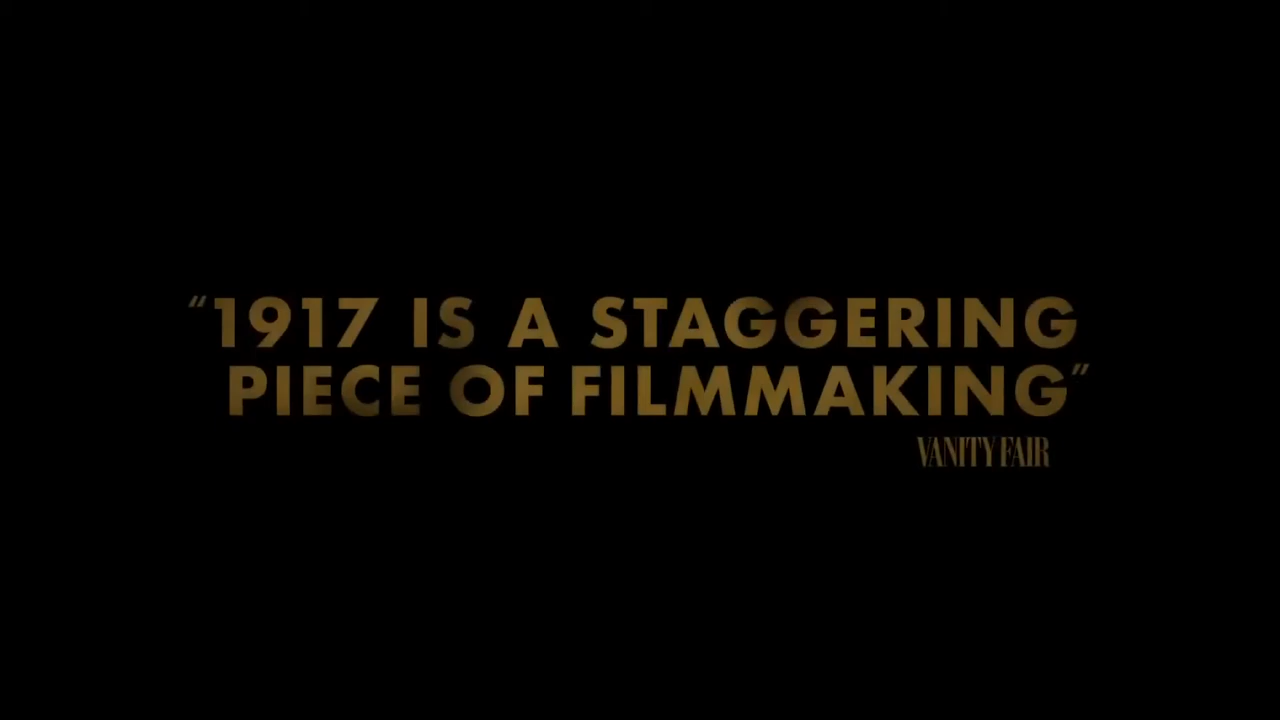 “1917 IS A STAGGERING
PIECE OF FILMMAKING”
VANITY FAIR